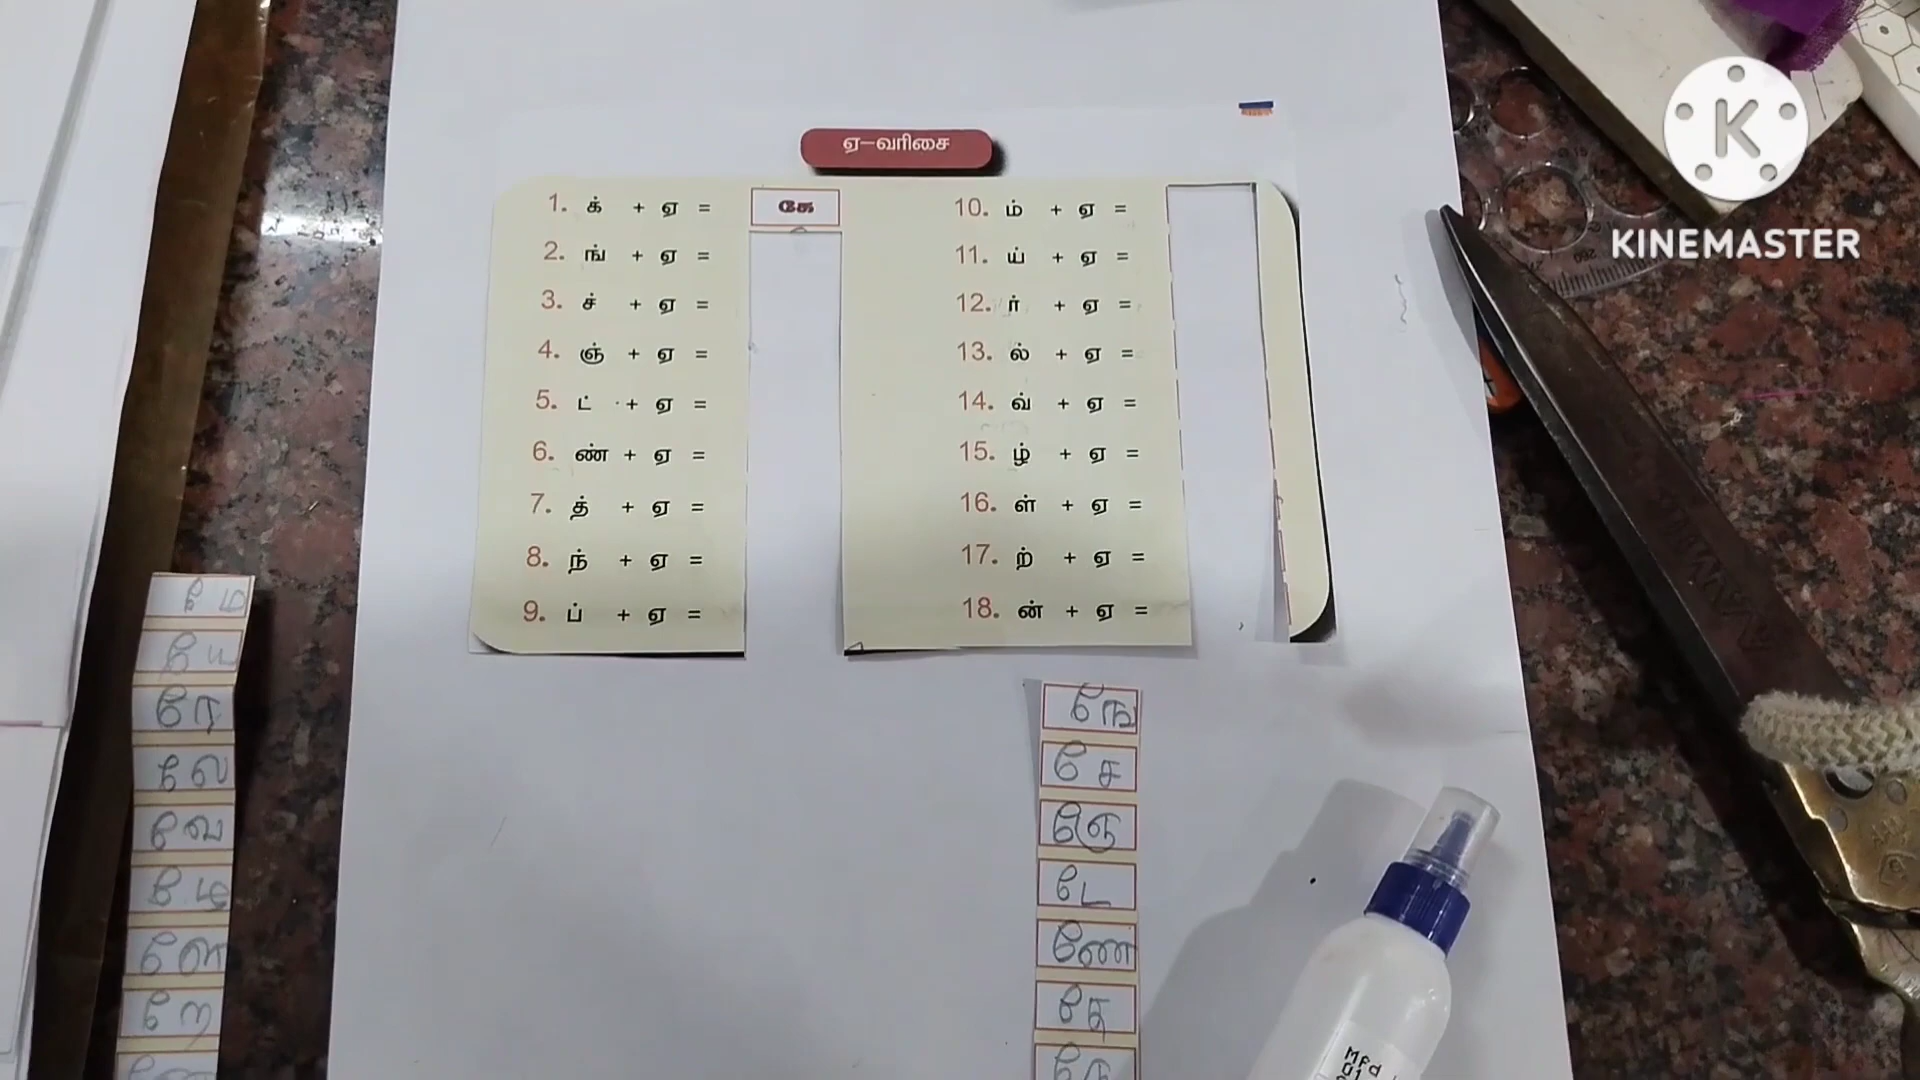 ஏ–வரிசை
1. க் + ஏ = கே
2. ங் + ஏ =
3. ச் + ஏ =
4. ஞ் + ஏ =
5. ட் + ஏ =
6. ண் + ஏ =
7. த் + ஏ =
8. ந் + ஏ =
9. ப் + ஏ =
10. ம் + ஏ =
11. ய் + ஏ =
12. ர் + ஏ =
13. ல் + ஏ =
14. வ் + ஏ =
15. ழ் + ஏ =
16. ள் + ஏ =
17. ற் + ஏ =
18. ன் + ஏ =
மே
யே
ரே
லே
வே
ழே
ளே
றே
ஙே
சே
ஞே
டே
ணே
தே
Mfd
KINEMASTER